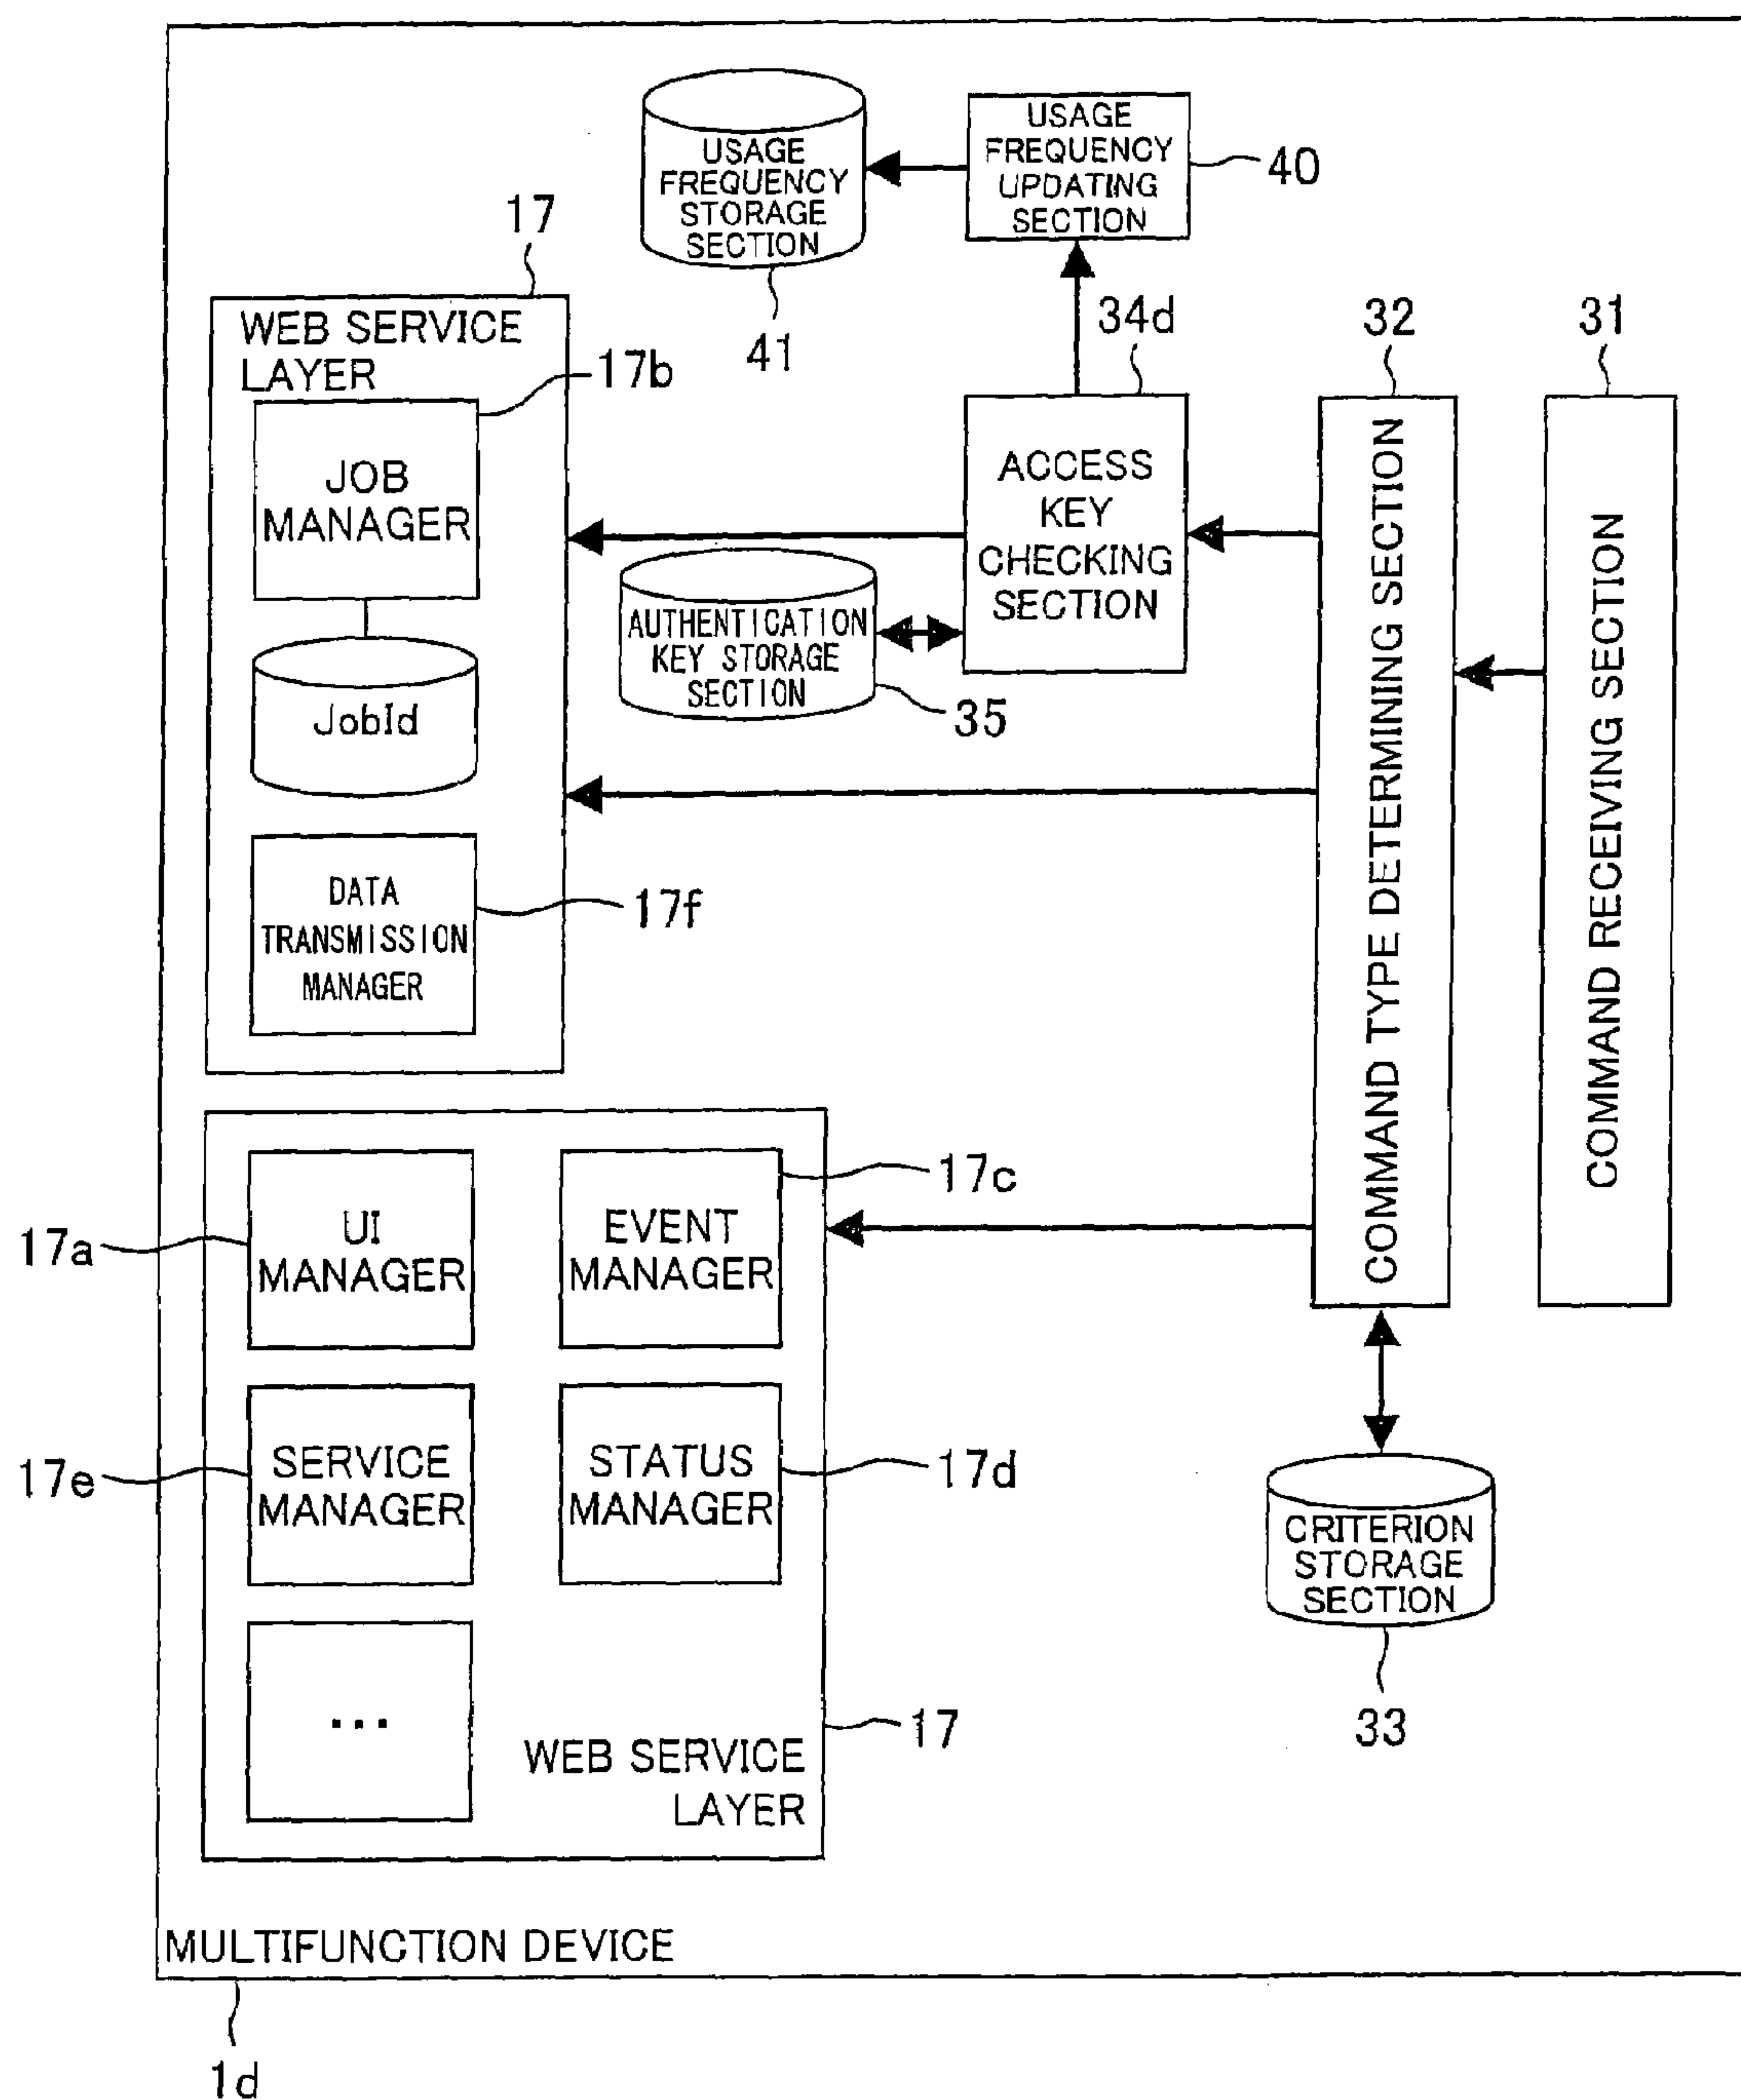 USAGE
FREQUENCY
STORAGE
SECTION
41
USAGE
FREQUENCY
UPDATING
SECTION
40
17
WEB SERVICE
LAYER
17b
JOB
MANAGER
JobId
DATA
TRANSMISSION
MANAGER
17f
34d
ACCESS
KEY
CHECKING
SECTION
AUTHENTICATION
KEY STORAGE
SECTION
35
32
COMMAND TYPE DETERMINING SECTION
31
COMMAND RECEIVING SECTION
17a
UI
MANAGER
EVENT
MANAGER
17c
17e
SERVICE
MANAGER
STATUS
MANAGER
17d
...
WEB SERVICE
LAYER
17
CRITERION
STORAGE
SECTION
33
MULTIFUNCTION DEVICE
1d